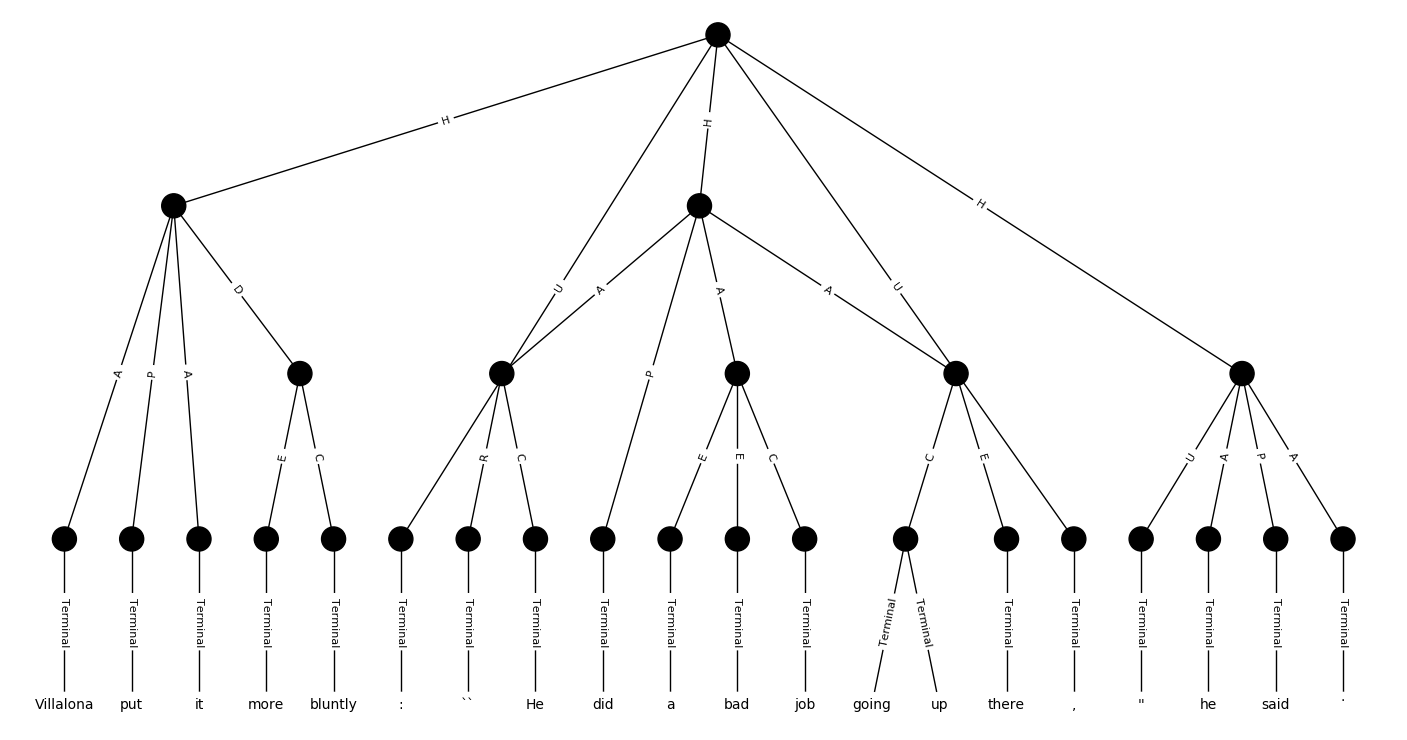 H
H
H
U
A
A
A
U
D
A
P
A
P
E
C
R
C
E
E
C
C
E
U
A
P
A
Terminal Terminal Terminal Terminal Terminal Terminal Terminal Terminal Terminal Terminal Terminal Terminal Terminal Terminal Terminal Terminal Terminal Terminal Terminal Terminal
Villalona put it more bluntly : `` He did a bad job going up there , " he said .